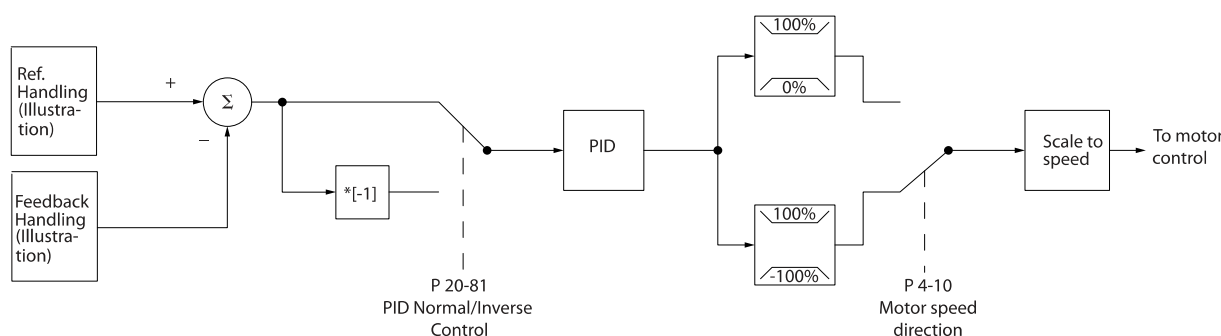 Ref.
Handling
(Illustra-
tion)
+
Σ
–
Feedback
Handling
(Illustra-
tion)
*[-1]
P 20-81
PID Normal/Inverse
Control
PID
100%
0%
100%
-100%
P 4-10
Motor speed
direction
Scale to
speed
To motor
control